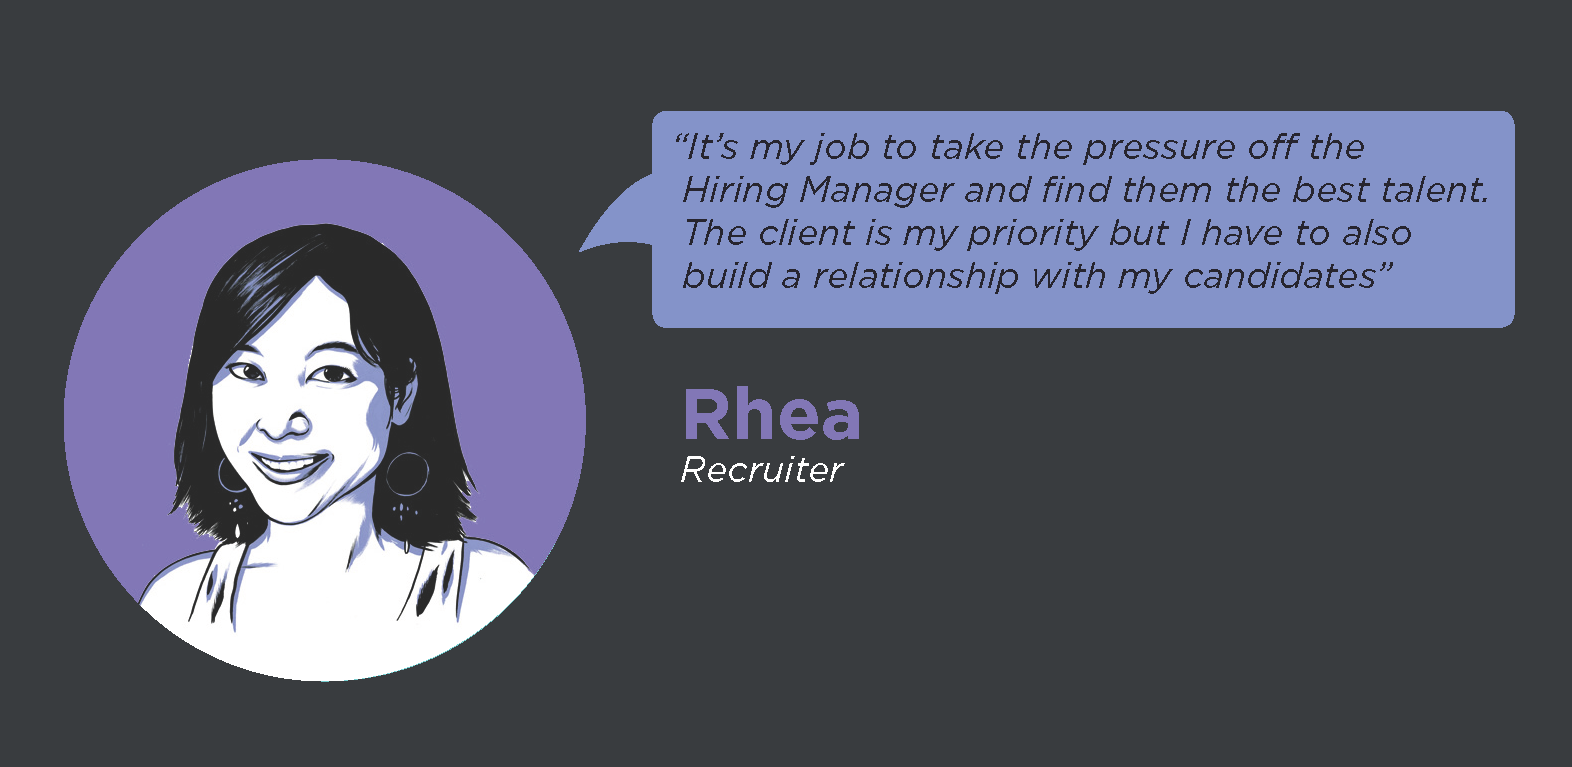 “It’s my job to take the pressure off the
Hiring Manager and find them the best talent.
The client is my priority but I have to also
build a relationship with my candidates”
Rhea
Recruiter